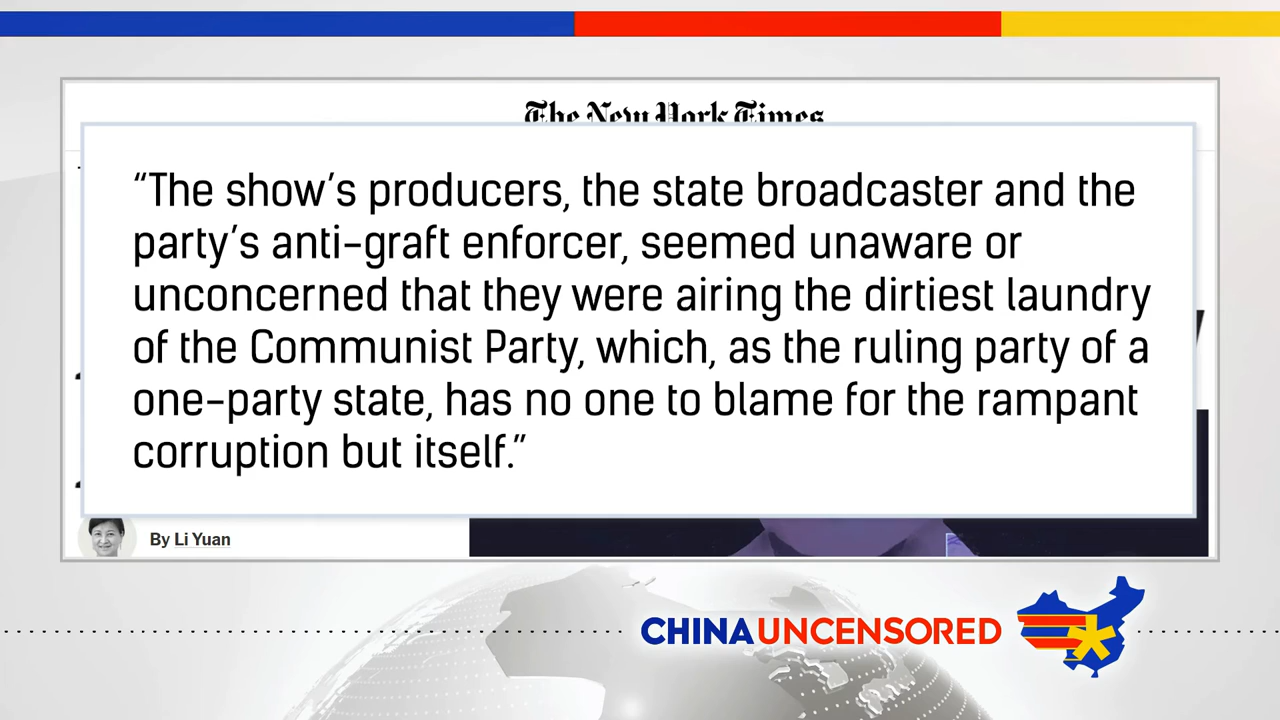 The New York Times
“The show’s producers, the state broadcaster and the
party’s anti-graft enforcer, seemed unaware or
unconcerned that they were airing the dirtiest laundry
of the Communist Party, which, as the ruling party of a
one-party state, has no one to blame for the rampant
corruption but itself.”
By Li Yuan
CHINA UNCENSORED